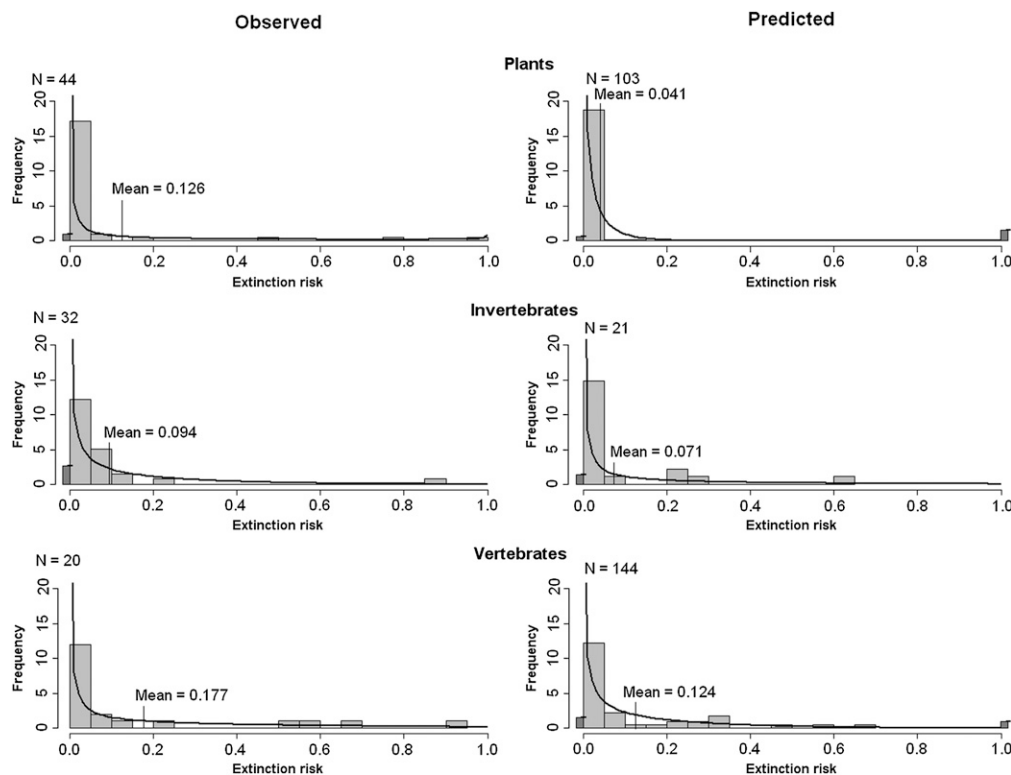 Observed
Predicted
Plants
N = 44
Mean = 0.126
Frequency
20
15
10
5
0
0.0 0.2 0.4 0.6 0.8 1.0
Extinction risk
N = 103
Mean = 0.041
Frequency
20
15
10
5
0
0.0 0.2 0.4 0.6 0.8 1.0
Extinction risk
Invertebrates
N = 32
Mean = 0.094
Frequency
20
15
10
5
0
0.0 0.2 0.4 0.6 0.8 1.0
Extinction risk
N = 21
Mean = 0.071
Frequency
20
15
10
5
0
0.0 0.2 0.4 0.6 0.8 1.0
Extinction risk
Vertebrates
N = 20
Mean = 0.177
Frequency
20
15
10
5
0
0.0 0.2 0.4 0.6 0.8 1.0
Extinction risk
N = 144
Mean = 0.124
Frequency
20
15
10
5
0
0.0 0.2 0.4 0.6 0.8 1.0
Extinction risk